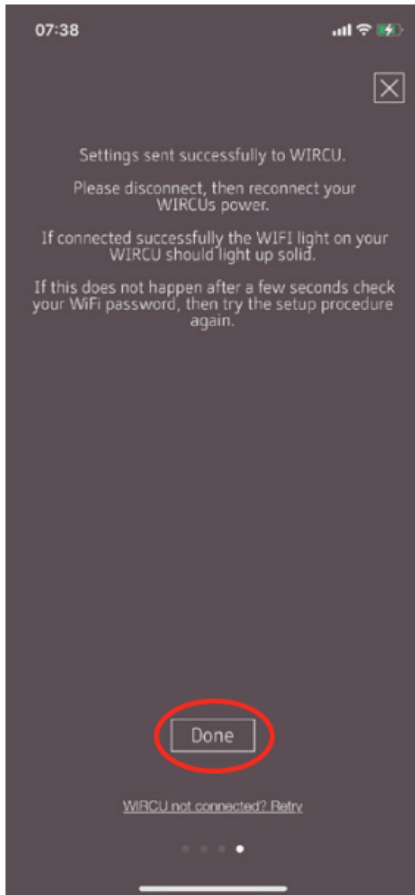 07:38
Settings sent successfully to WIRCU.
Please disconnect, then reconnect your
WIRCUs power.
If connected successfully the WIFI light on your
WIRCU should light up solid.
If this does not happen after a few seconds check
your WiFi password, then try the setup procedure
again.
Done
WIRCU not connected? Retry